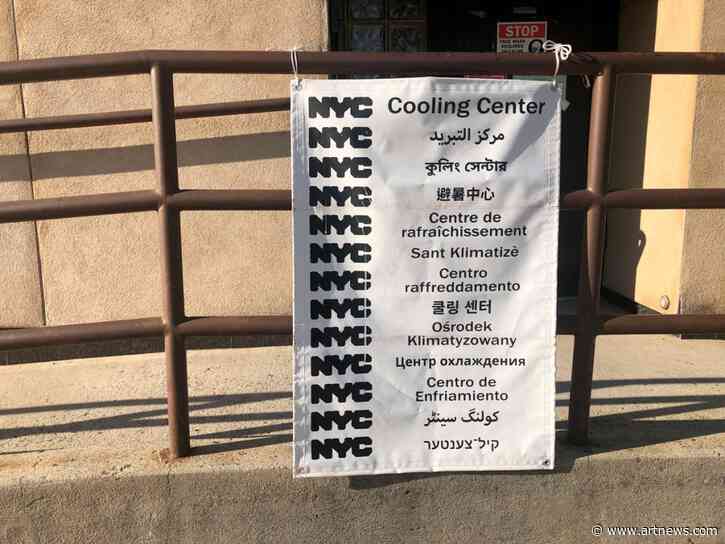 STOP
NYC Cooling Center
NYC مركز التبريد
NYC কুলিং সেন্টার
NYC 避暑中心
NYC Centre de
rafraîchissement
NYC Sant Klimatizè
NYC Centro
raffreddamento
NYC 쿨링 센터
NYC Ośrodek
Klimatyzowany
NYC Центр охлаждения
NYC Centro de
Enfriamiento
NYC کولنگ سینٹر
NYC קיל־צענטער
© www.artnews.com